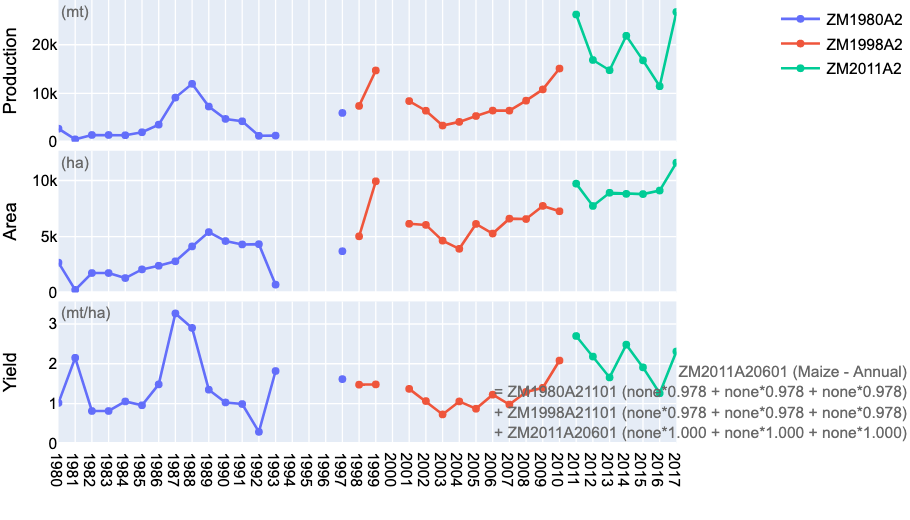 (mt)
Production
20k
10k
0
ZM1980A2
ZM1998A2
ZM2011A2
(ha)
Area
10k
5k
0
(mt/ha)
Yield
3
2
1
0
ZM2011A20601 (Maize - Annual)
= ZM1980A21101 (none*0.978 + none*0.978 + none*0.978)
+ ZM1998A21101 (none*0.978 + none*0.978 + none*0.978)
+ ZM2011A20601 (none*1.000 + none*1.000 + none*1.000)
1980
1981
1982
1983
1984
1985
1986
1987
1988
1989
1990
1991
1992
1993
1994
1995
1996
1997
1998
1999
2000
2001
2002
2003
2004
2005
2006
2007
2008
2009
2010
2011
2012
2013
2014
2015
2016
2017